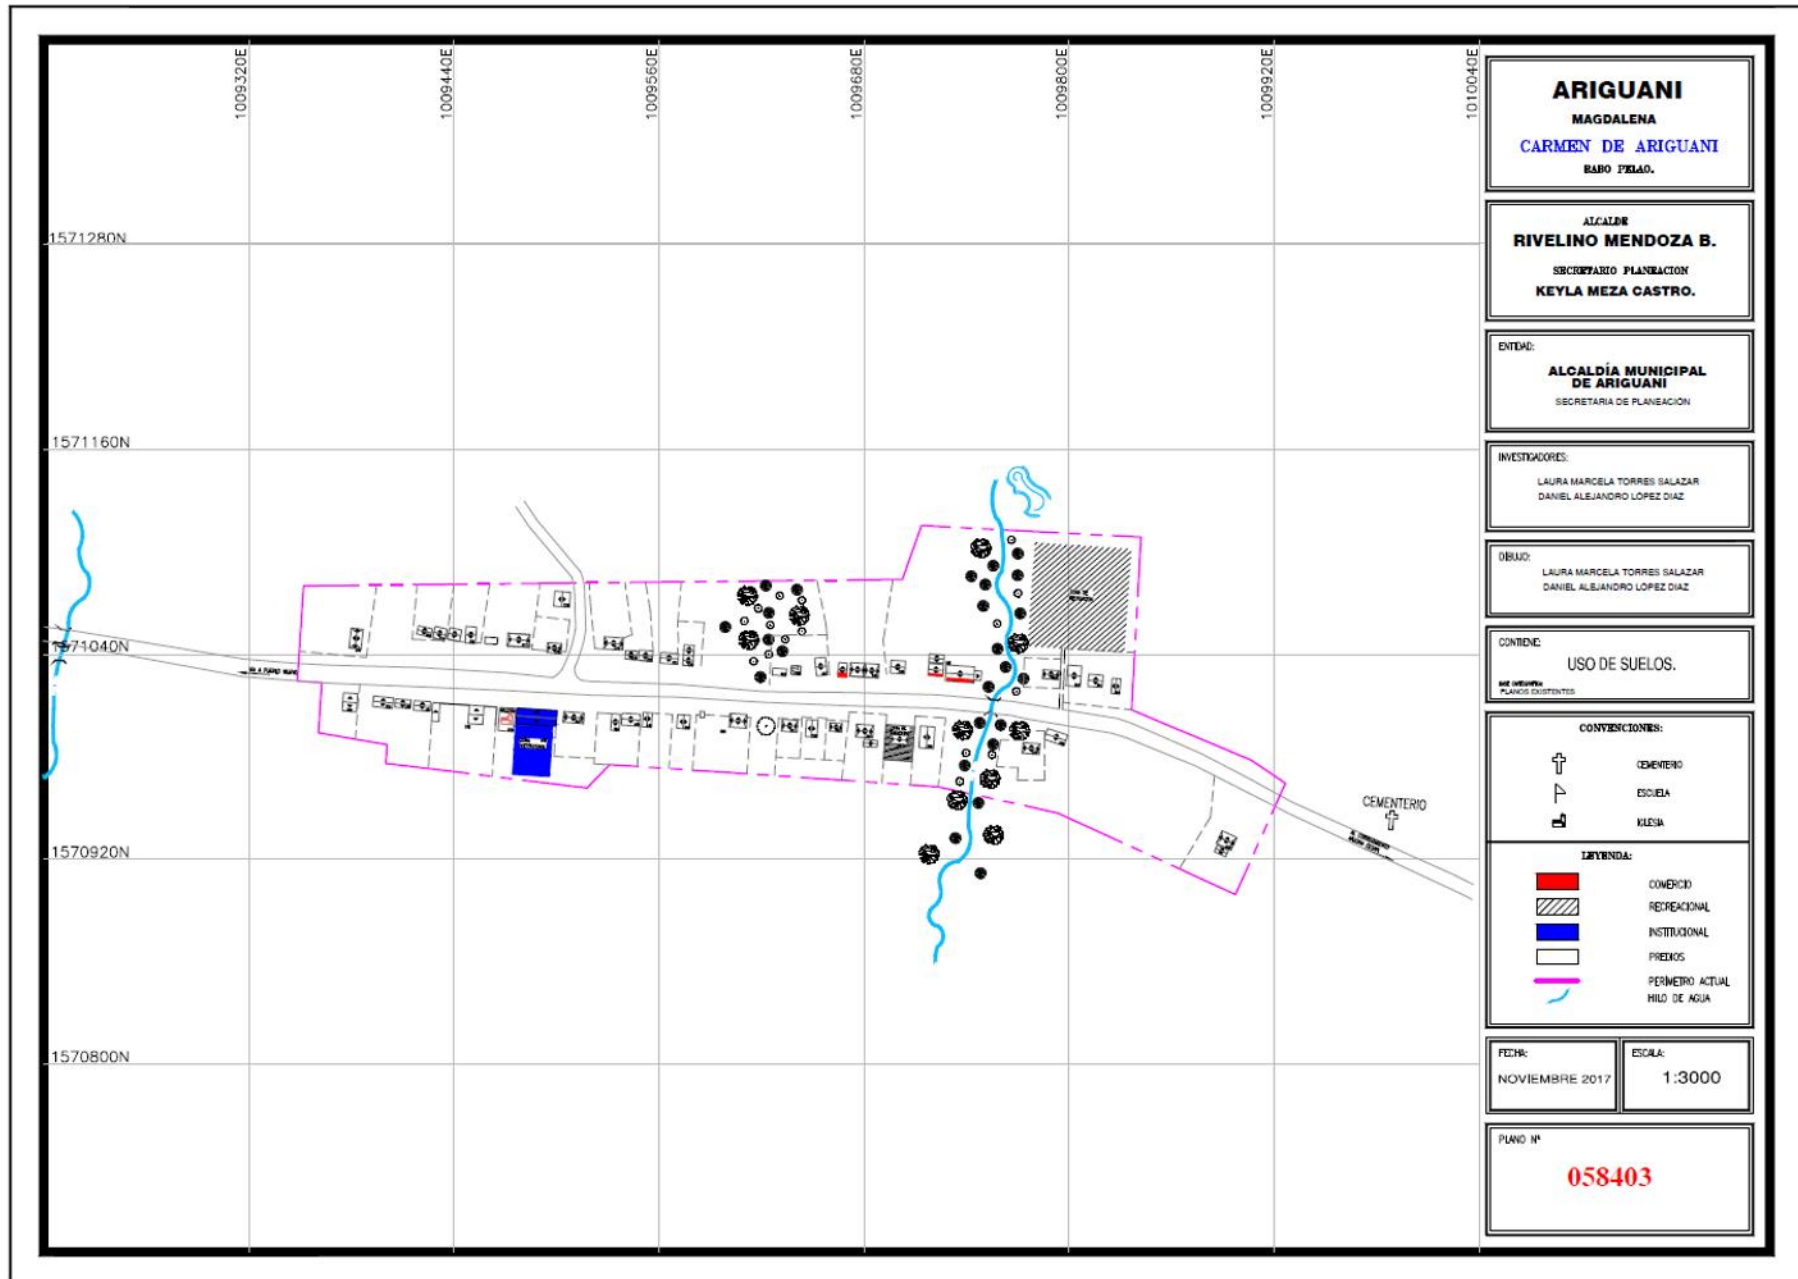 1009320E
1009440E
1009560E
1009680E
1009800E
1009920E
1010040E
1571280N
1571160N
1571040N
1570920N
1570800N
CEMENTERIO
ARIGUANI
MAGDALENA
CARMEN DE ARIGUANI
RABO PELAO.
ALCALDE
RIVELINO MENDOZA B.
SECRETARIO PLANEACION
KEYLA MEZA CASTRO.
ENTIDAD:
ALCALDÍA MUNICIPAL
DE ARIGUANI
SECRETARIA DE PLANEACIÓN
INVESTIGADORES:
LAURA MARCELA TORRES SALAZAR
DANIEL ALEJANDRO LÓPEZ DIAZ
DIBUJO:
LAURA MARCELA TORRES SALAZAR
DANIEL ALEJANDRO LÓPEZ DIAZ
CONTIENE:
USO DE SUELOS.
PLANOS EXISTENTES
CONVENCIONES:
CEMENTERIO
ESCUELA
IGLESIA
LEYENDA:
COMERCIO
RECREACIONAL
INSTITUCIONAL
PREDIOS
PERÍMETRO ACTUAL
HILO DE AGUA
FECHA:
NOVIEMBRE 2017
ESCALA:
1:3000
PLANO Nº
058403